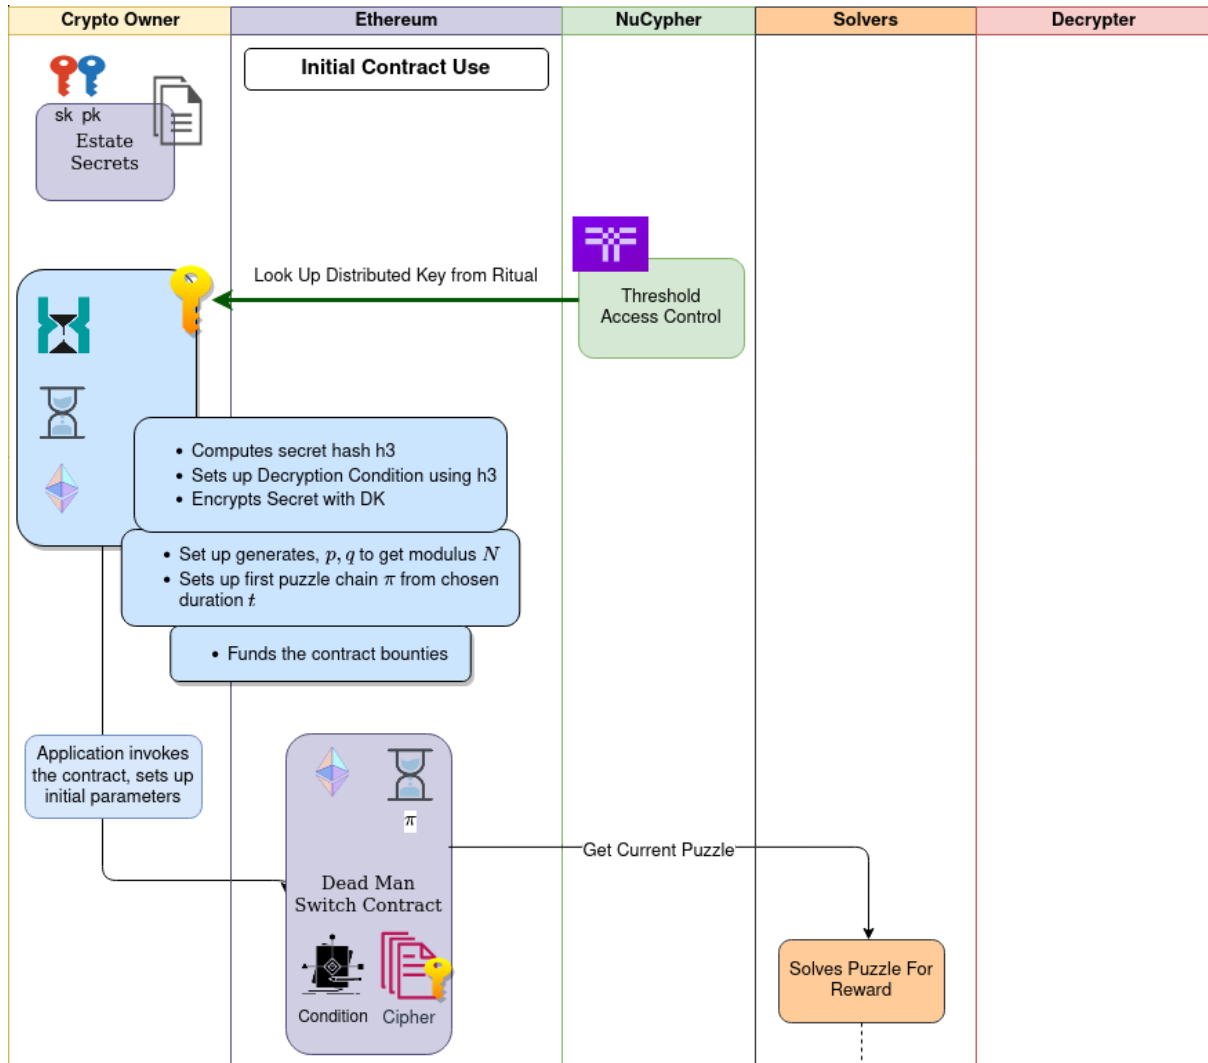 Crypto Owner
Ethereum
NuCypher
Solvers
Decrypter
Initial Contract Use
sk pk
Estate
Secrets
Look Up Distributed Key from Ritual
Threshold
Access Control
• Computes secret hash h3
• Sets up Decryption Condition using h3
• Encrypts Secret with DK
• Set up generates, p, q to get modulus N
• Sets up first puzzle chain π from chosen
duration t
• Funds the contract bounties
Application invokes
the contract, sets up
initial parameters
π
Get Current Puzzle
Dead Man
Switch Contract
Condition
Cipher
Solves Puzzle For
Reward